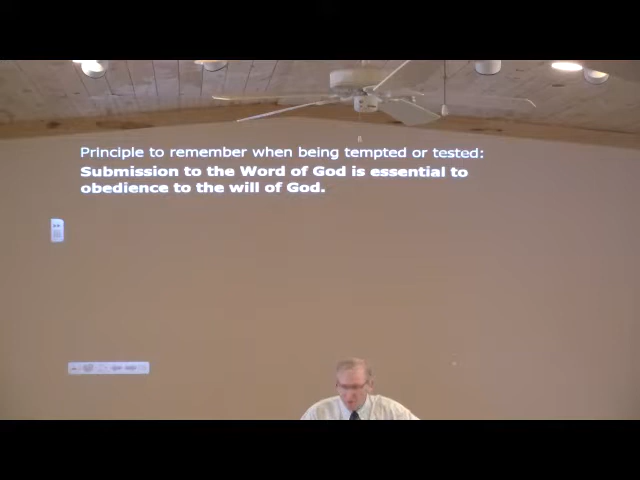 Principle to remember when being tempted or tested:
Submission to the Word of God is essential to
obedience to the will of God.